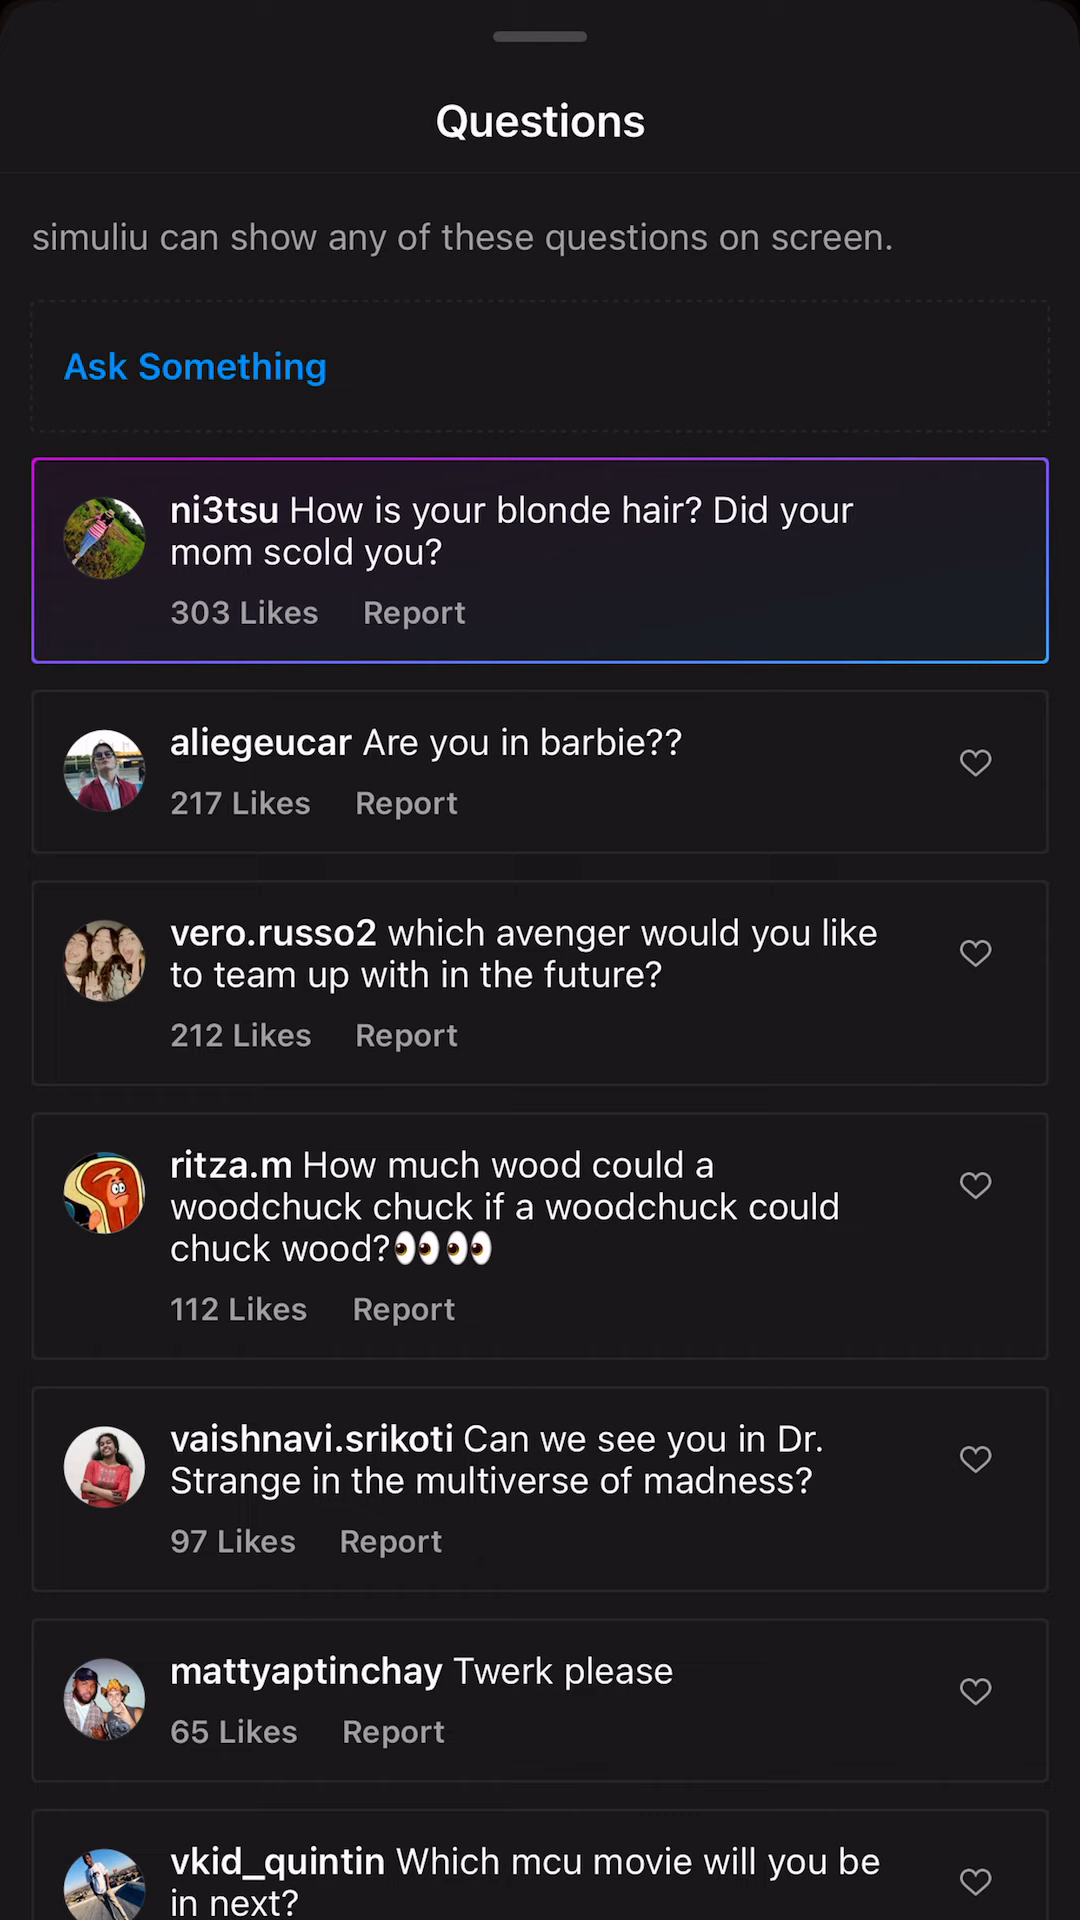 Questions
simuliu can show any of these questions on screen.
Ask Something
ni3tsu How is your blonde hair? Did your
mom scold you?
303 Likes Report
aliegeucar Are you in barbie??
217 Likes Report
vero.russo2 which avenger would you like
to team up with in the future?
212 Likes Report
ritza.m How much wood could a
woodchuck chuck if a woodchuck could
chuck wood?👀👀
112 Likes Report
vaishnavi.srikoti Can we see you in Dr.
Strange in the multiverse of madness?
97 Likes Report
mattyaptinchay Twerk please
65 Likes Report
vkid_quintin Which mcu movie will you be
in next?